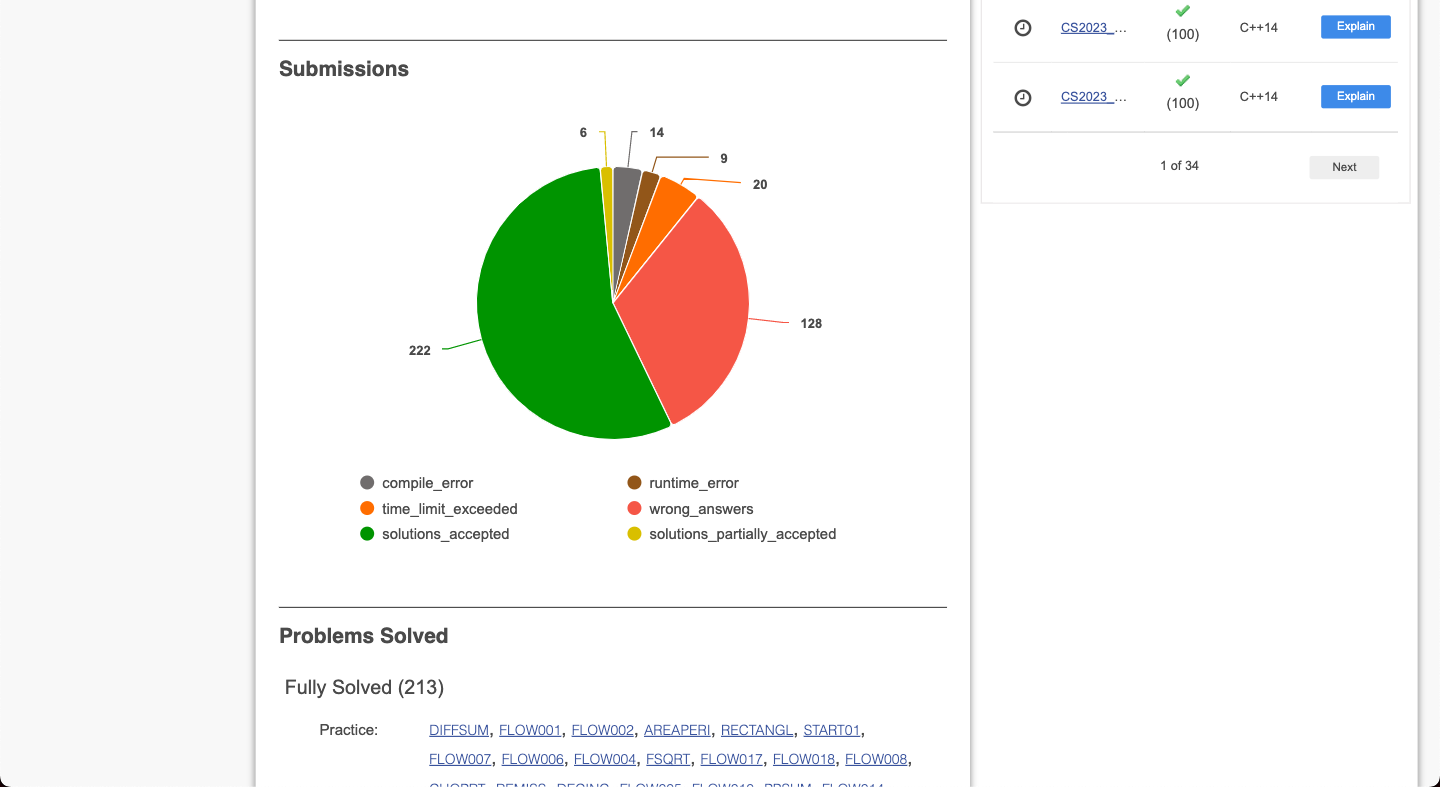 Submissions
6
14
9
20
128
222
compile_error
runtime_error
time_limit_exceeded
wrong_answers
solutions_accepted
solutions_partially_accepted
Problems Solved
Fully Solved (213)
Practice: DIFFSUM, FLOW001, FLOW002, AREAPERI, RECTANGL, START01,
FLOW007, FLOW006, FLOW004, FSQRT, FLOW017, FLOW018, FLOW008,
CS2023_... (100) C++14 Explain
CS2023_... (100) C++14 Explain
1 of 34 Next